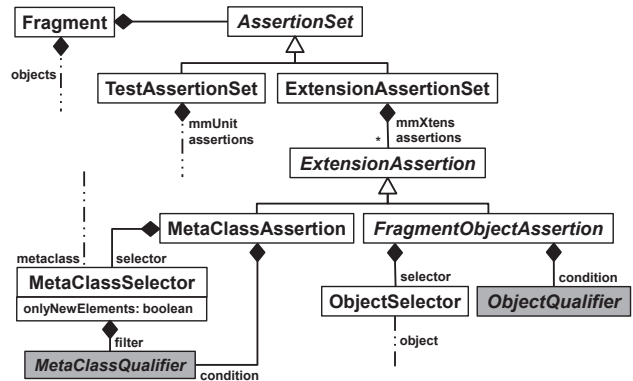 Fragment
AssertionSet
objects
TestAssertionSet
ExtensionAssertionSet
mmUnit
assertions
mmXtens
assertions
*
ExtensionAssertion
MetaClassAssertion
FragmentObjectAssertion
metaclass
selector
MetaClassSelector
onlyNewElements: boolean
selector
condition
ObjectSelector
ObjectQualifier
filter
object
MetaClassQualifier
condition